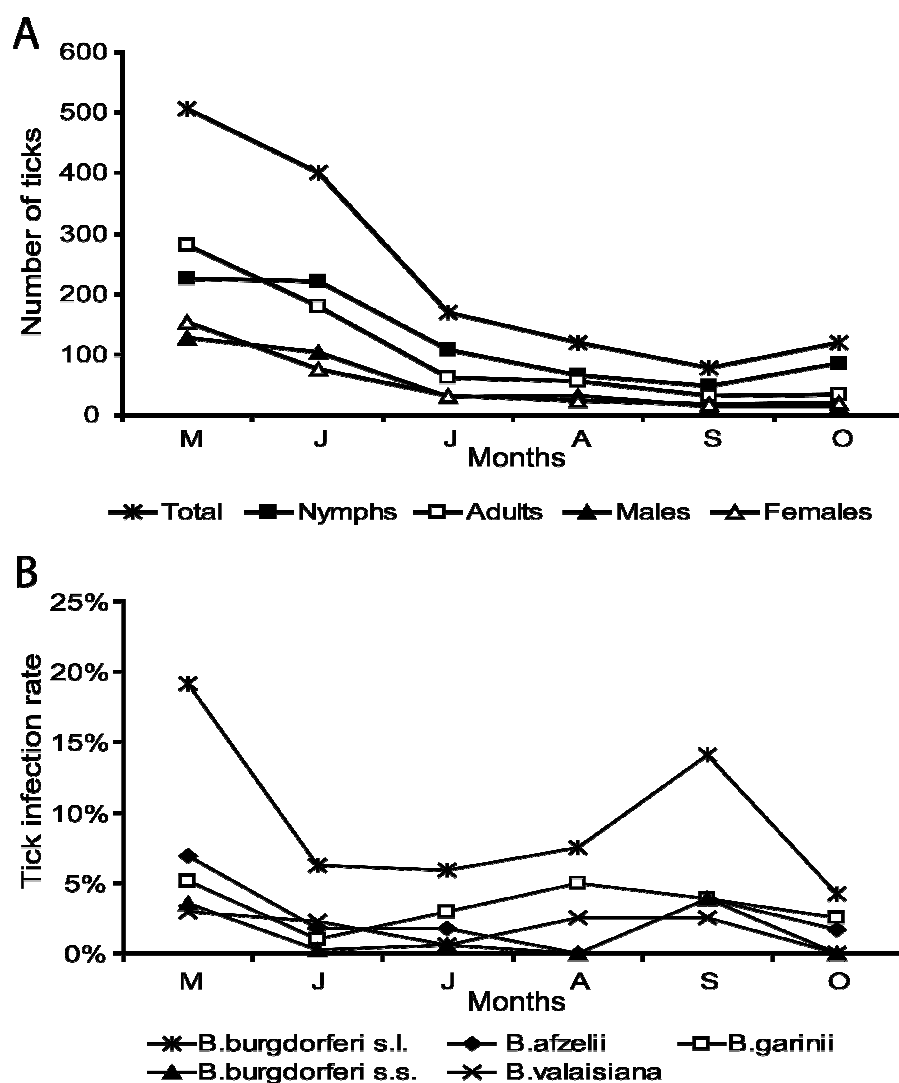 A
600
500
400
300
200
100
0
Number of ticks
M J J A S O
Months
Total Nymphs Adults Males Females
B
25%
20%
15%
10%
5%
0%
Tick infection rate
M J J A S O
Months
B.burgdorferi s.l. B.afzelii B.garinii
B.burgdorferi s.s. B.valaisiana